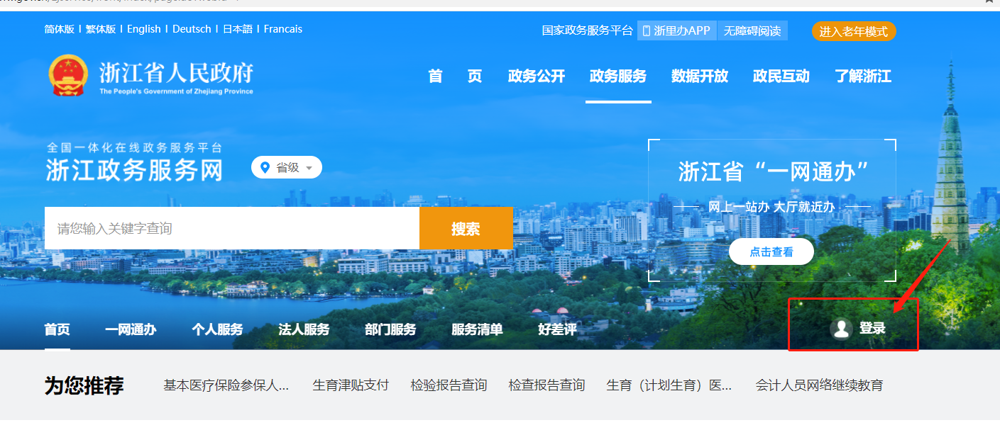 简体版 | 繁体版 | English | Deutsch | 日本語 | Francais
国家政务服务平台 浙里办APP 无障碍阅读 进入老年模式
浙江省人民政府
The People's Government of Zhejiang Province
首 页 政务公开 政务服务 数据开放 政民互动 了解浙江
全国一体化在线政务服务平台
浙江政务服务网
省级
浙江省“一网通办”
网上一站办 大厅就近办
请您输入关键字查询
搜索
点击查看
首页 一网通办 个人服务 法人服务 部门服务 服务清单 好差评
登录
为您推荐 基本医疗保险参保人... 生育津贴支付 检验报告查询 检查报告查询 生育（计划生育）医... 会计人员网络继续教育